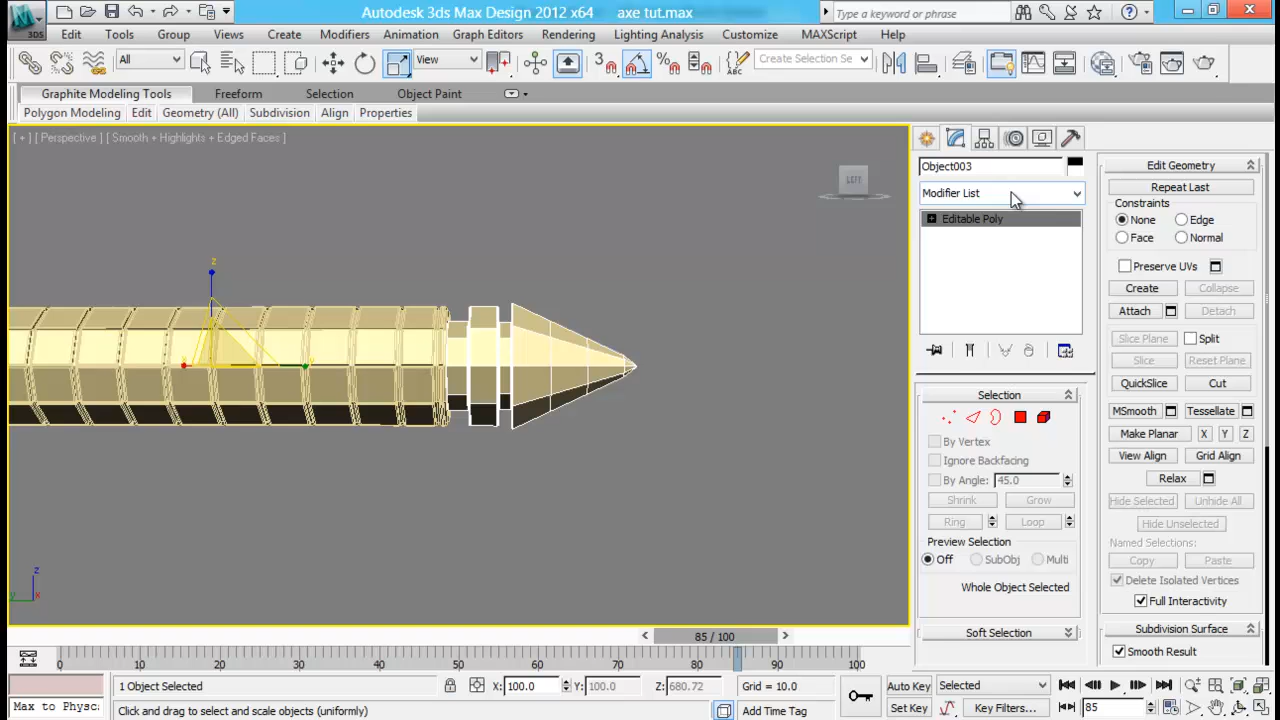 Autodesk 3ds Max Design 2012 x64 axe tut.max
Type a keyword or phrase
3DS
Edit Tools Group Views Create Modifiers Animation Graph Editors Rendering Lighting Analysis Customize MAXScript Help
All View 3 Create Selection Se
Graphite Modeling Tools Freeform Selection Object Paint
Polygon Modeling Edit Geometry (All) Subdivision Align Properties
[ + ] [ Perspective ] [ Smooth + Highlights + Edged Faces ]
LEFT
z
x
z
y x
Object003
Modifier List
Editable Poly
Selection
By Vertex
Ignore Backfacing
By Angle: 45.0
Shrink Grow
Ring Loop
Preview Selection
Off SubObj Multi
Whole Object Selected
Soft Selection
Edit Geometry
Repeat Last
Constraints
None Edge
Face Normal
Preserve UVs
Create Collapse
Attach Detach
Slice Plane Split
Slice Reset Plane
QuickSlice Cut
MSmooth Tessellate
Make Planar X Y Z
View Align Grid Align
Relax
Hide Selected Unhide All
Hide Unselected
Named Selections:
Copy Paste
Delete Isolated Vertices
Full Interactivity
Subdivision Surface
Smooth Result
< 85 / 100 >
0 10 20 30 40 50 60 70 80 90 100
1 Object Selected X: 100.0 Y: 100.0 Z: 680.72 Grid = 10.0 Auto Key Selected
Max to Physc Click and drag to select and scale objects (uniformly) Add Time Tag Set Key Key Filters... 85